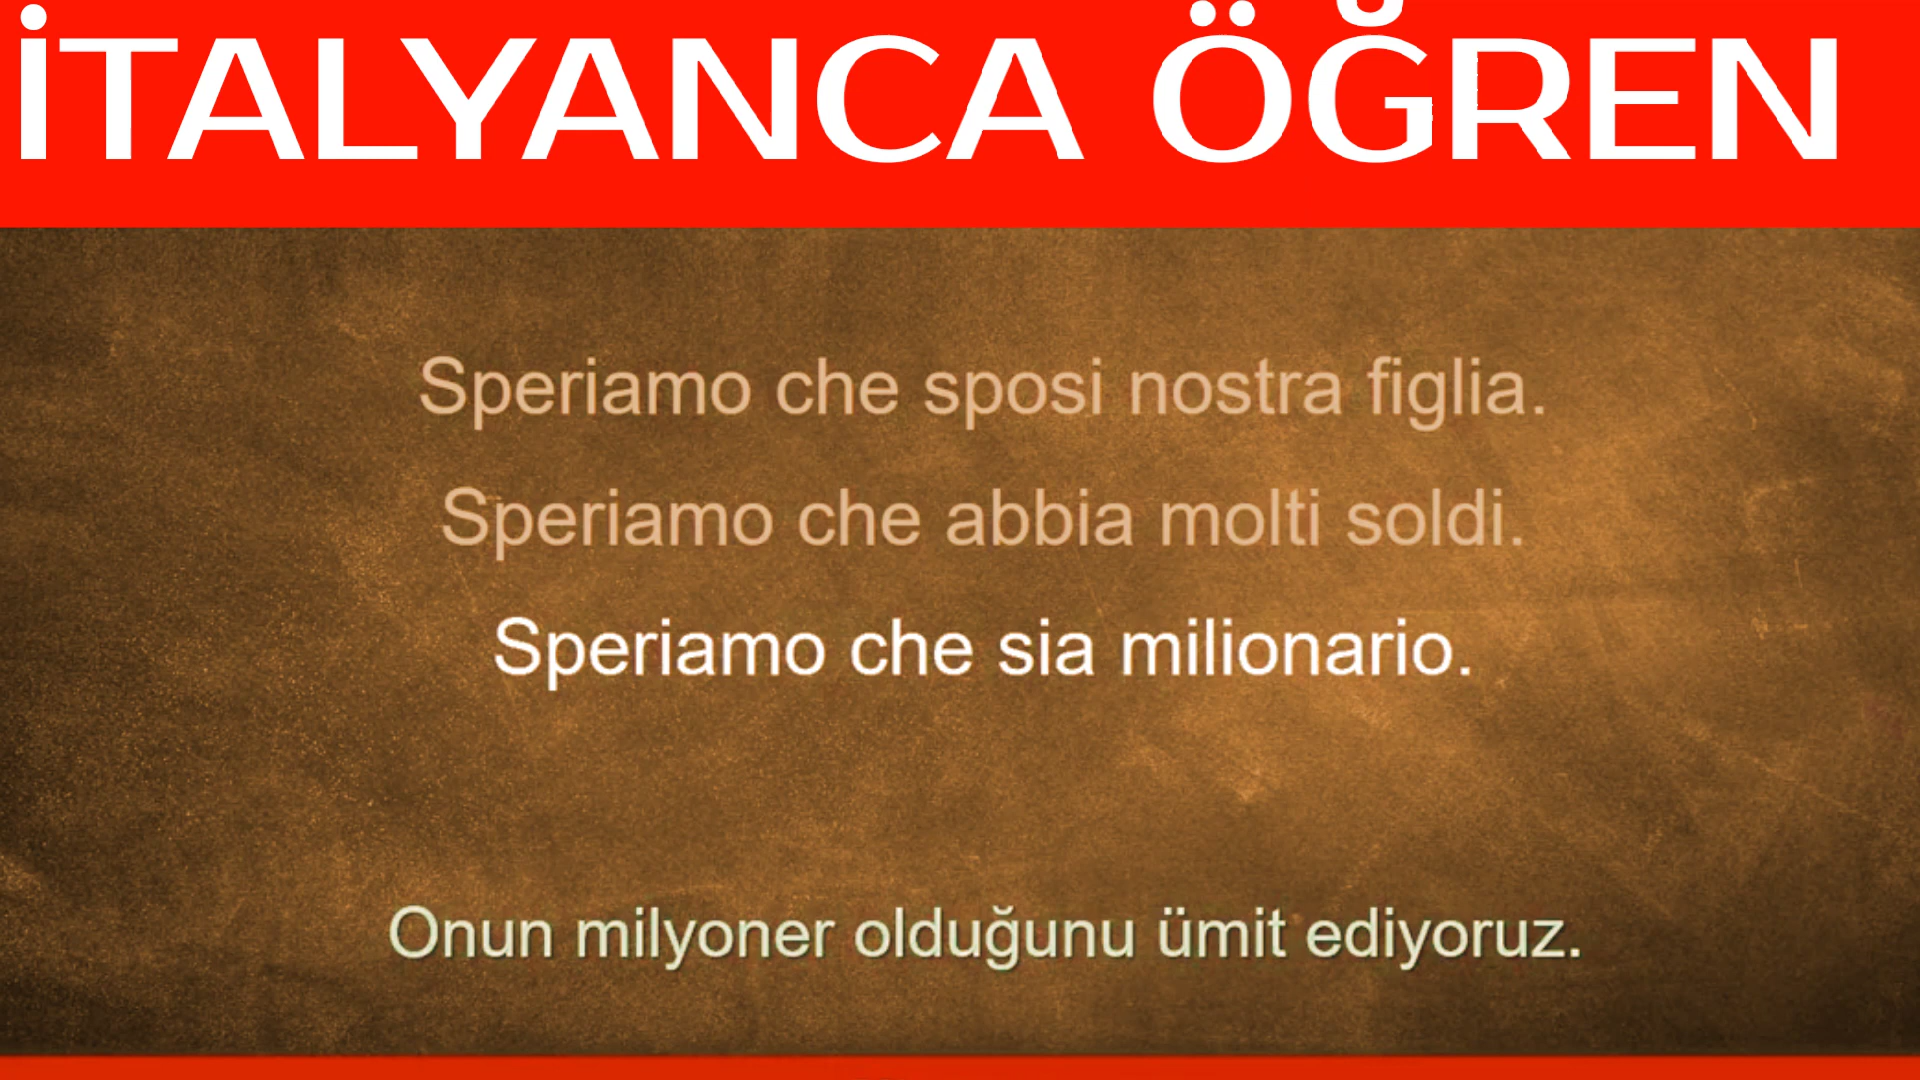 İTALYANCA ÖĞREN
Speriamo che sposi nostra figlia.
Speriamo che abbia molti soldi.
Speriamo che sia milionario.
Onun milyoner olduğunu ümit ediyoruz.